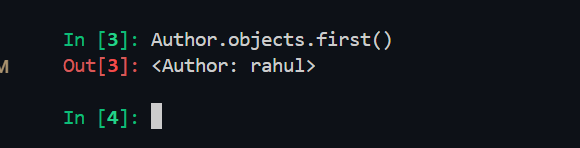 In [3]: Author.objects.first()
Out[3]: <Author: rahul>
M
In [4]: